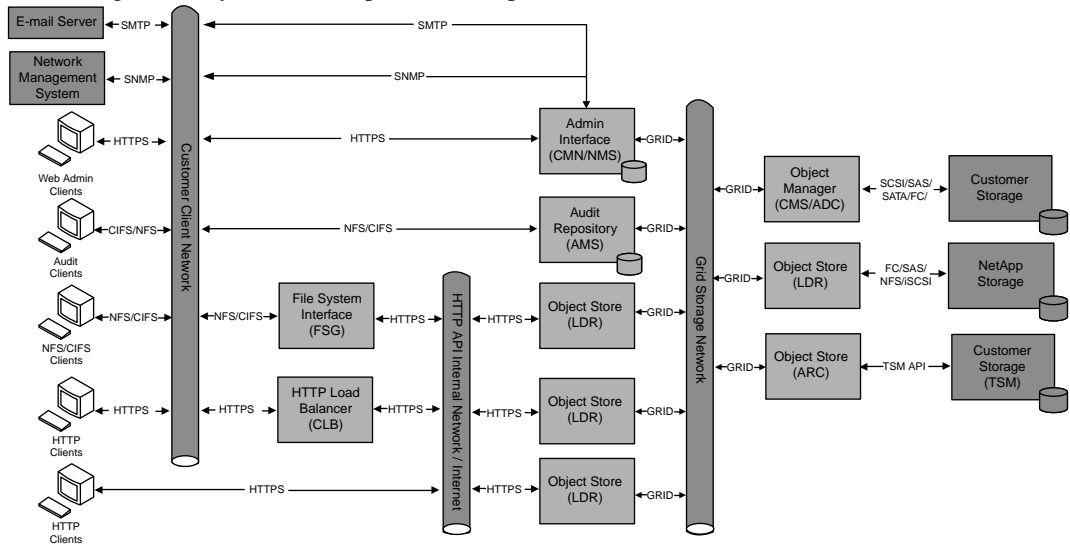 E-mail Server
SMTP
SMTP
Network
Management
System
SNMP
SNMP
HTTPS
Web Admin
Clients
HTTPS
Admin
Interface
(CMN/NMS)
GRID
CIFS/NFS
Audit
Clients
NFS/CIFS
Audit
Repository
(AMS)
GRID
NFS/CIFS
NFS/CIFS
Clients
NFS/CIFS
File System
Interface
(FSG)
HTTPS
HTTPS
Object Store
(LDR)
GRID
HTTPS
HTTP
Clients
HTTPS
HTTP Load
Balancer
(CLB)
HTTPS
HTTPS
Object Store
(LDR)
GRID
HTTP
Clients
HTTPS
HTTPS
Object Store
(LDR)
GRID
Customer Client Network
HTTP API Internal Network / Internet
Grid Storage Network
GRID
Object
Manager
(CMS/ADC)
SCSI/SAS/
SATA/FC/
Customer
Storage
GRID
Object Store
(LDR)
FC/SAS/
NFS/iSCSI
NetApp
Storage
GRID
Object Store
(ARC)
TSM API
Customer
Storage
(TSM)